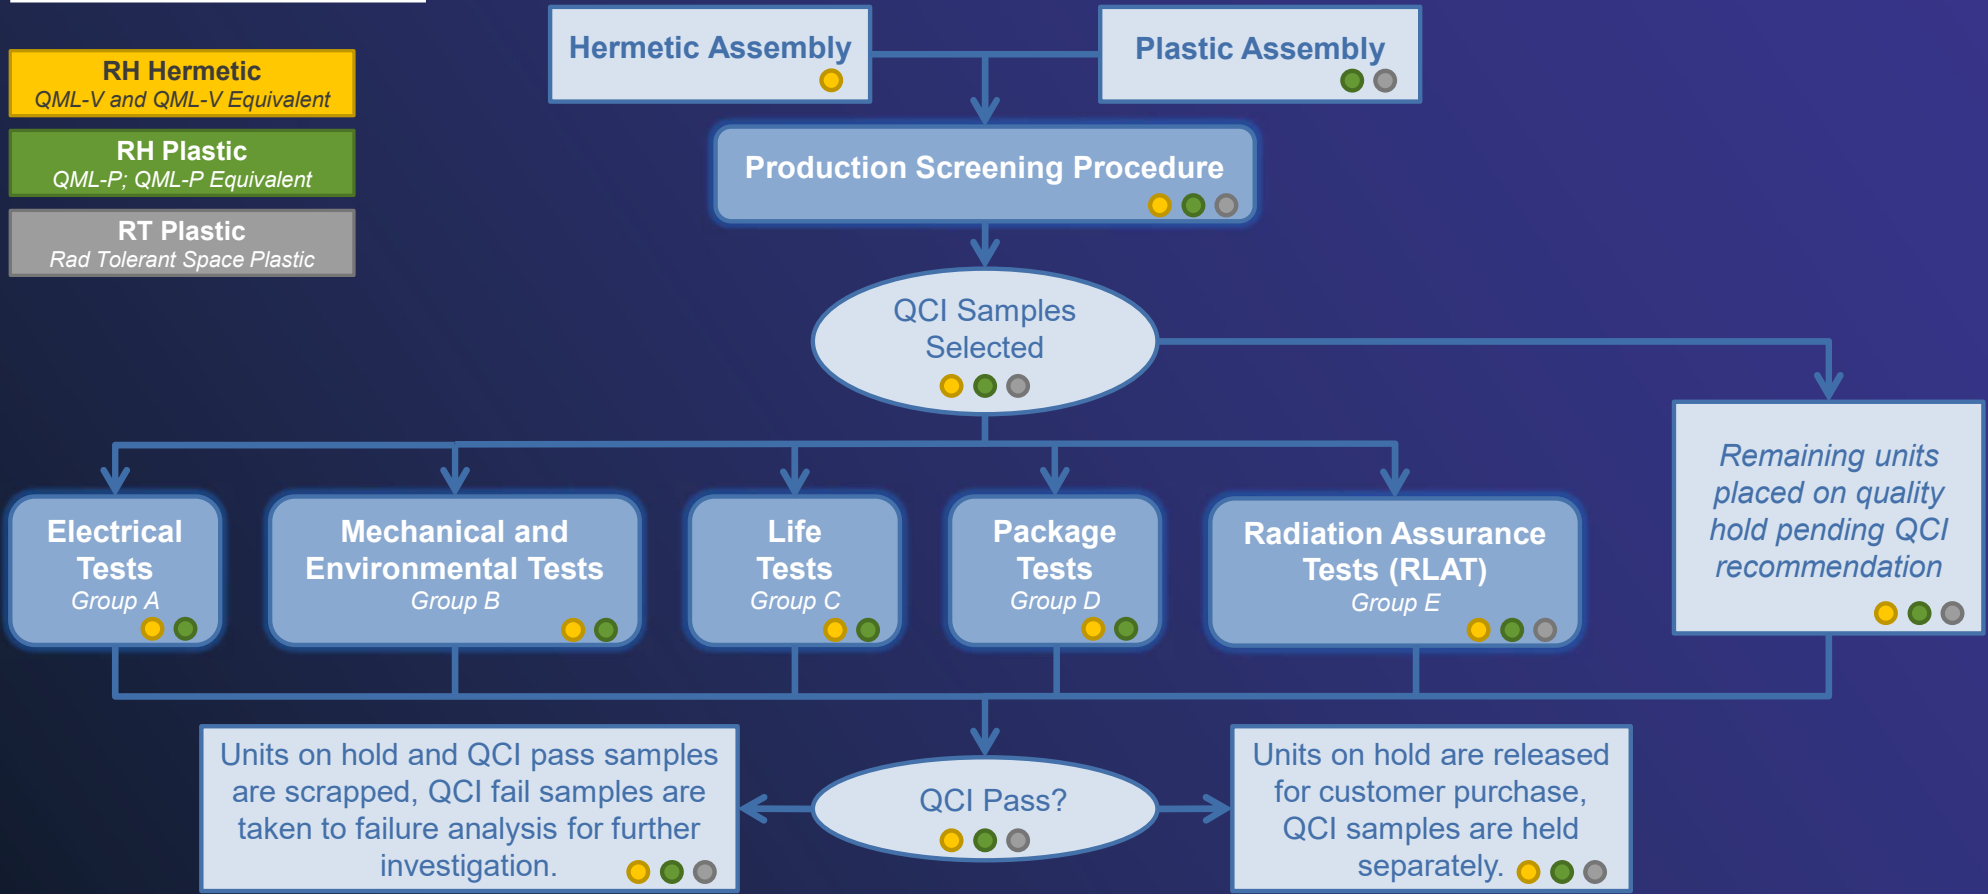 RH Hermetic
QML-V and QML-V Equivalent
RH Plastic
QML-P; QML-P Equivalent
RT Plastic
Rad Tolerant Space Plastic
Hermetic Assembly
Plastic Assembly
Production Screening Procedure
QCI Samples
Selected
Electrical
Tests
Group A
Mechanical and
Environmental Tests
Group B
Life
Tests
Group C
Package
Tests
Group D
Radiation Assurance
Tests (RLAT)
Group E
Remaining units
placed on quality
hold pending QCI
recommendation
Units on hold and QCI pass samples
are scrapped, QCI fail samples are
taken to failure analysis for further
investigation.
QCI Pass?
Units on hold are released
for customer purchase,
QCI samples are held
separately.